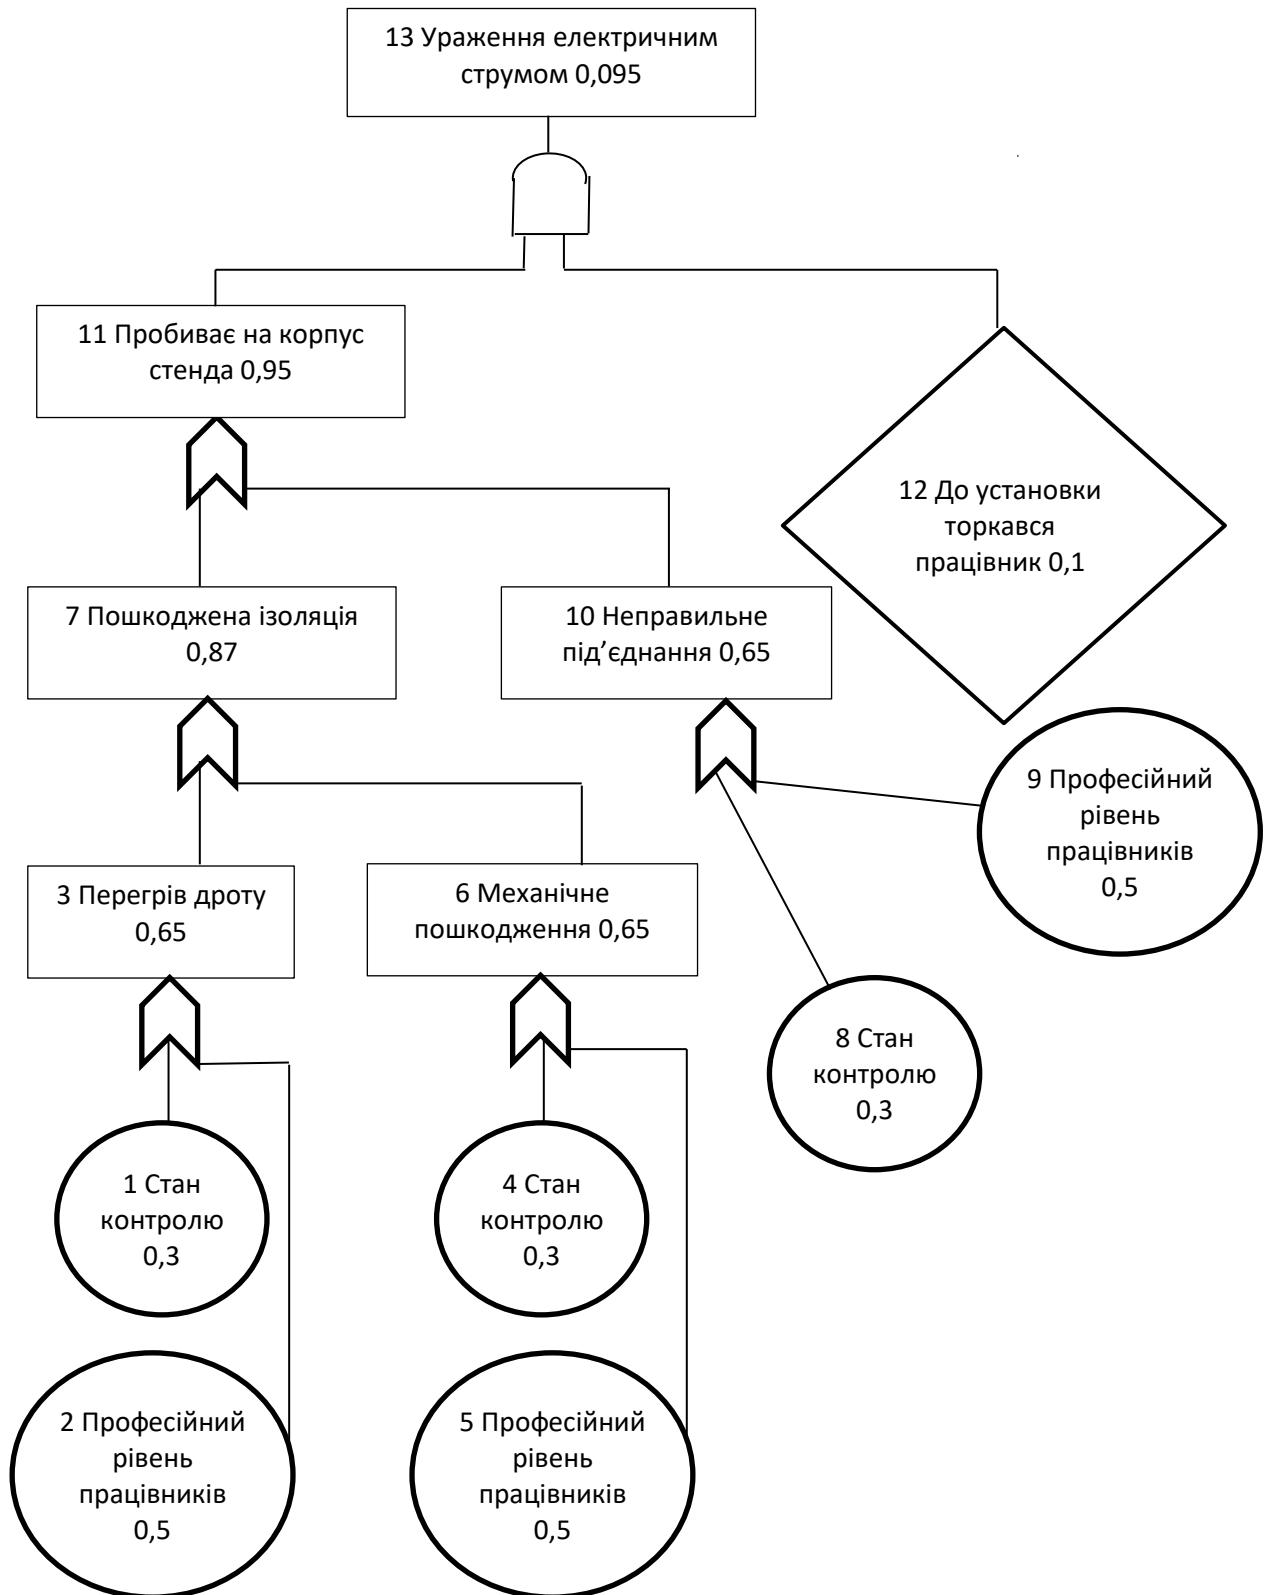 13 Ураження електричним
струмом 0,095
11 Пробиває на корпус
стенда 0,95
12 До установки
торкався
працівник 0,1
7 Пошкоджена ізоляція
0,87
10 Неправильне
під’єднання 0,65
9 Професійний
рівень
працівників
0,5
3 Перегрів дроту
0,65
6 Механічне
пошкодження 0,65
8 Стан
контролю
0,3
1 Стан
контролю
0,3
4 Стан
контролю
0,3
2 Професійний
рівень
працівників
0,5
5 Професійний
рівень
працівників
0,5